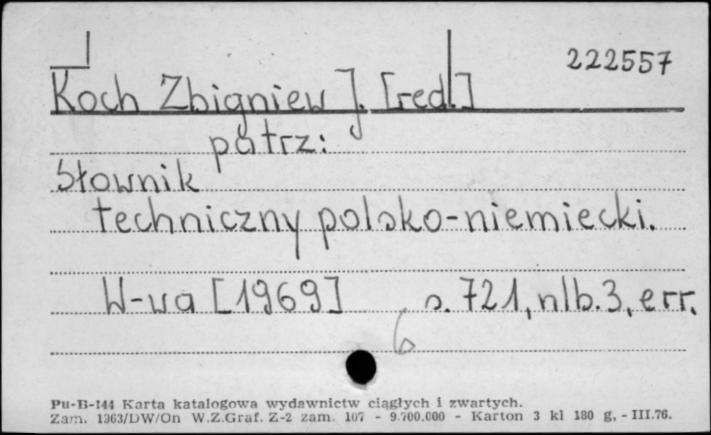 222557
Koch Zbigniew J. [red.]
patrz:
Słownik
techniczny polsko-niemiecki.
W-wa [1969] s. 721, nlb. 3, err.
6
Pu-B-144 Karta katalogowa wydawnictw ciągłych i zwartych.
Zam. 1363/DW/On W.Z.Graf. Z-2 zam. 107 - 9.700.000 - Karton 3 kl 180 g. - III.76.